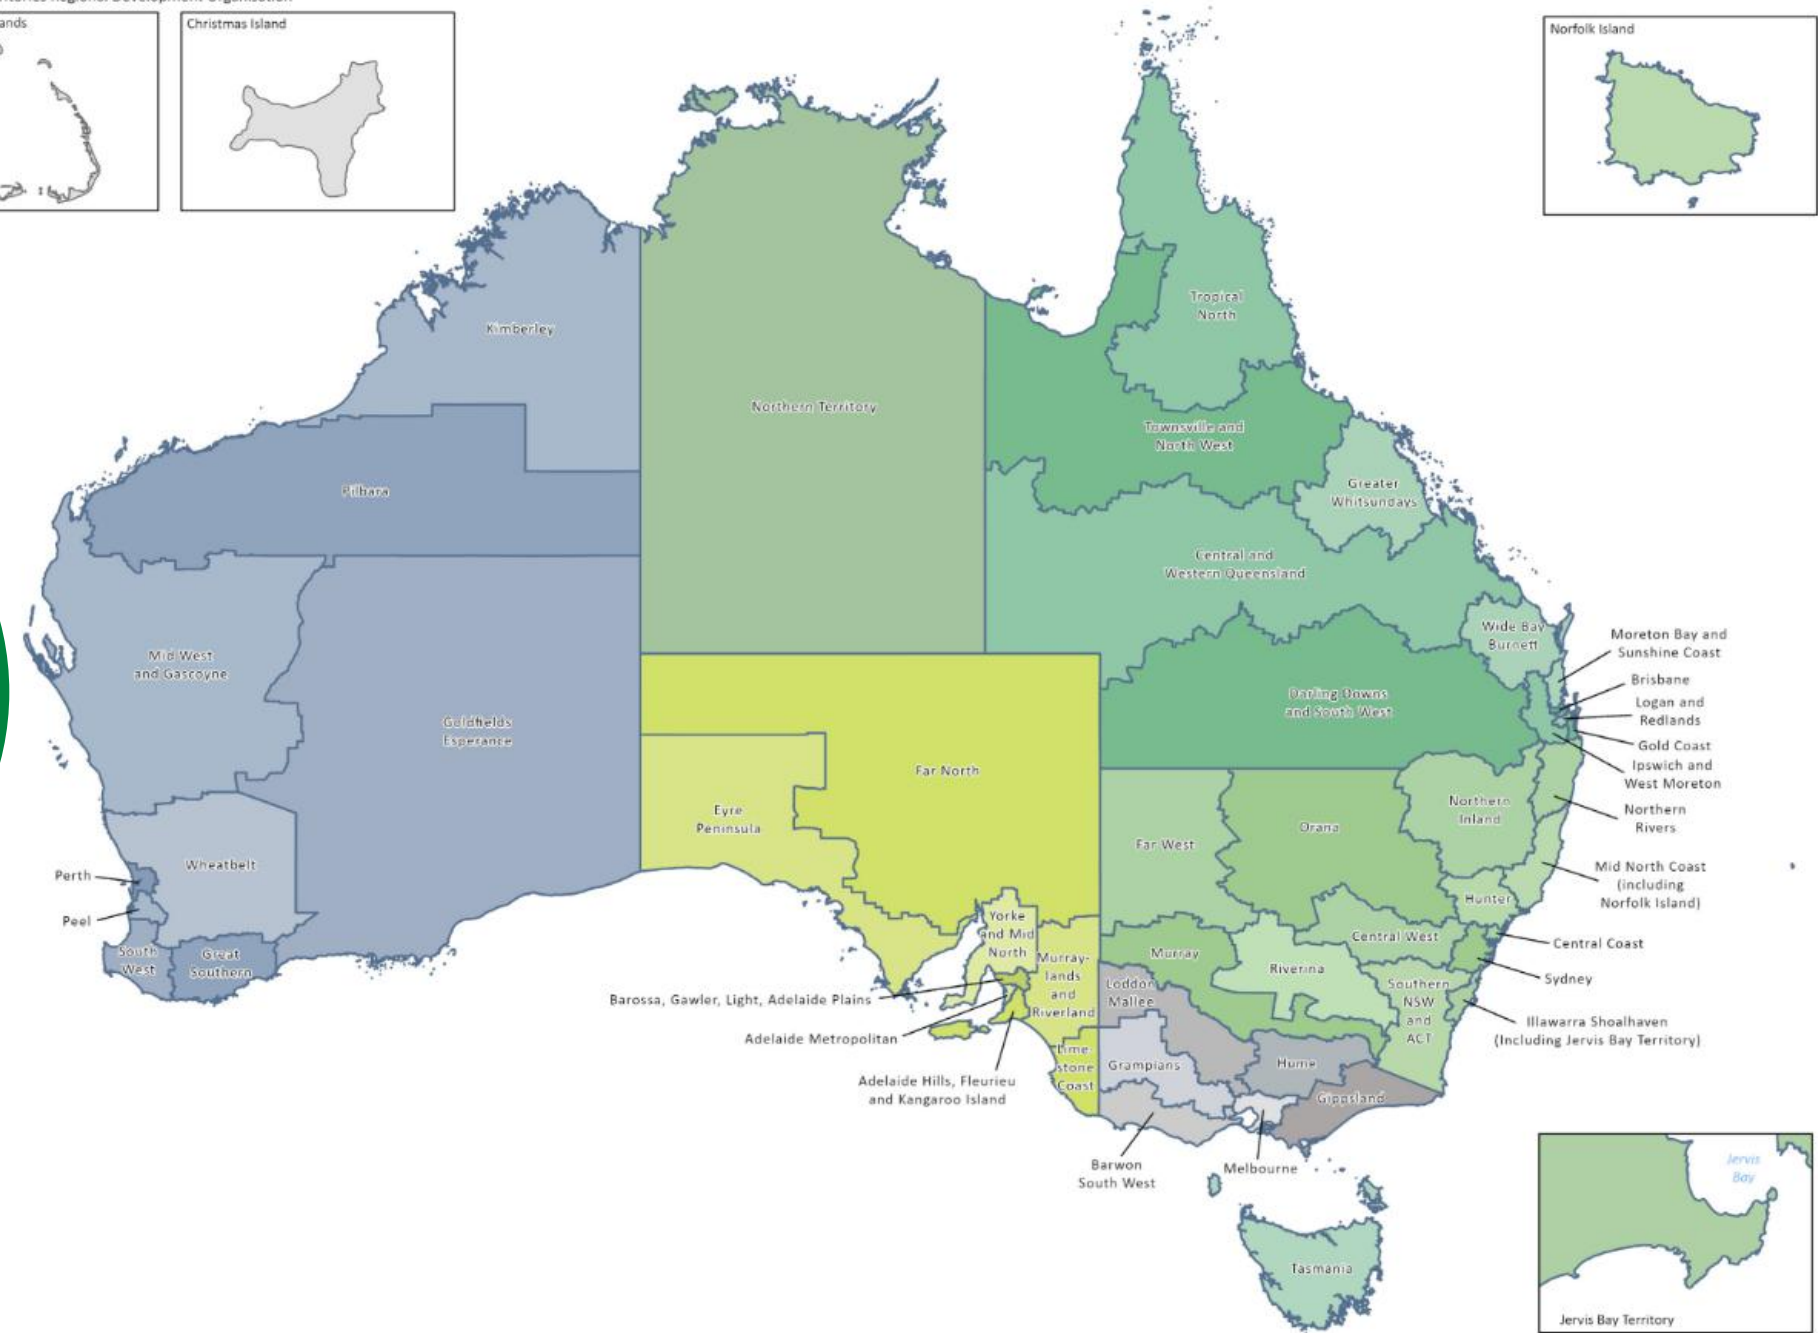 Regional Development Organisation
Christmas Island
Norfolk Island
Kimberley
Tropical
North
Northern Territory
Townsville and
North West
Pilbara
Greater
Whitsundays
Central and
Western Queensland
Mid West
and Gascoyne
Goldfields
Esperance
Wide Bay
Burnett
Moreton Bay and
Sunshine Coast
Brisbane
Darling Downs
and South West
Logan and
Redlands
Gold Coast
Ipswich and
West Moreton
Far North
Eyre
Peninsula
Northern
Inland
Northern
Rivers
Orana
Far West
Wheatbelt
Perth
Peel
Mid North Coast
(including
Norfolk Island)
Hunter
South
West
Great
Southern
Yorke
and Mid
North
Murray
Central West
Central Coast
Riverina
Sydney
Murray-
lands
and
Riverland
Loddon
Mallee
Southern
NSW
and
ACT
Barossa, Gawler, Light, Adelaide Plains
Adelaide Metropolitan
Illawarra Shoalhaven
(Including Jervis Bay Territory)
Lime-
stone
Coast
Grampians
Hume
Adelaide Hills, Fleurieu
and Kangaroo Island
Gippsland
Barwon
South West
Melbourne
Tasmania
Jervis
Bay
Jervis Bay Territory